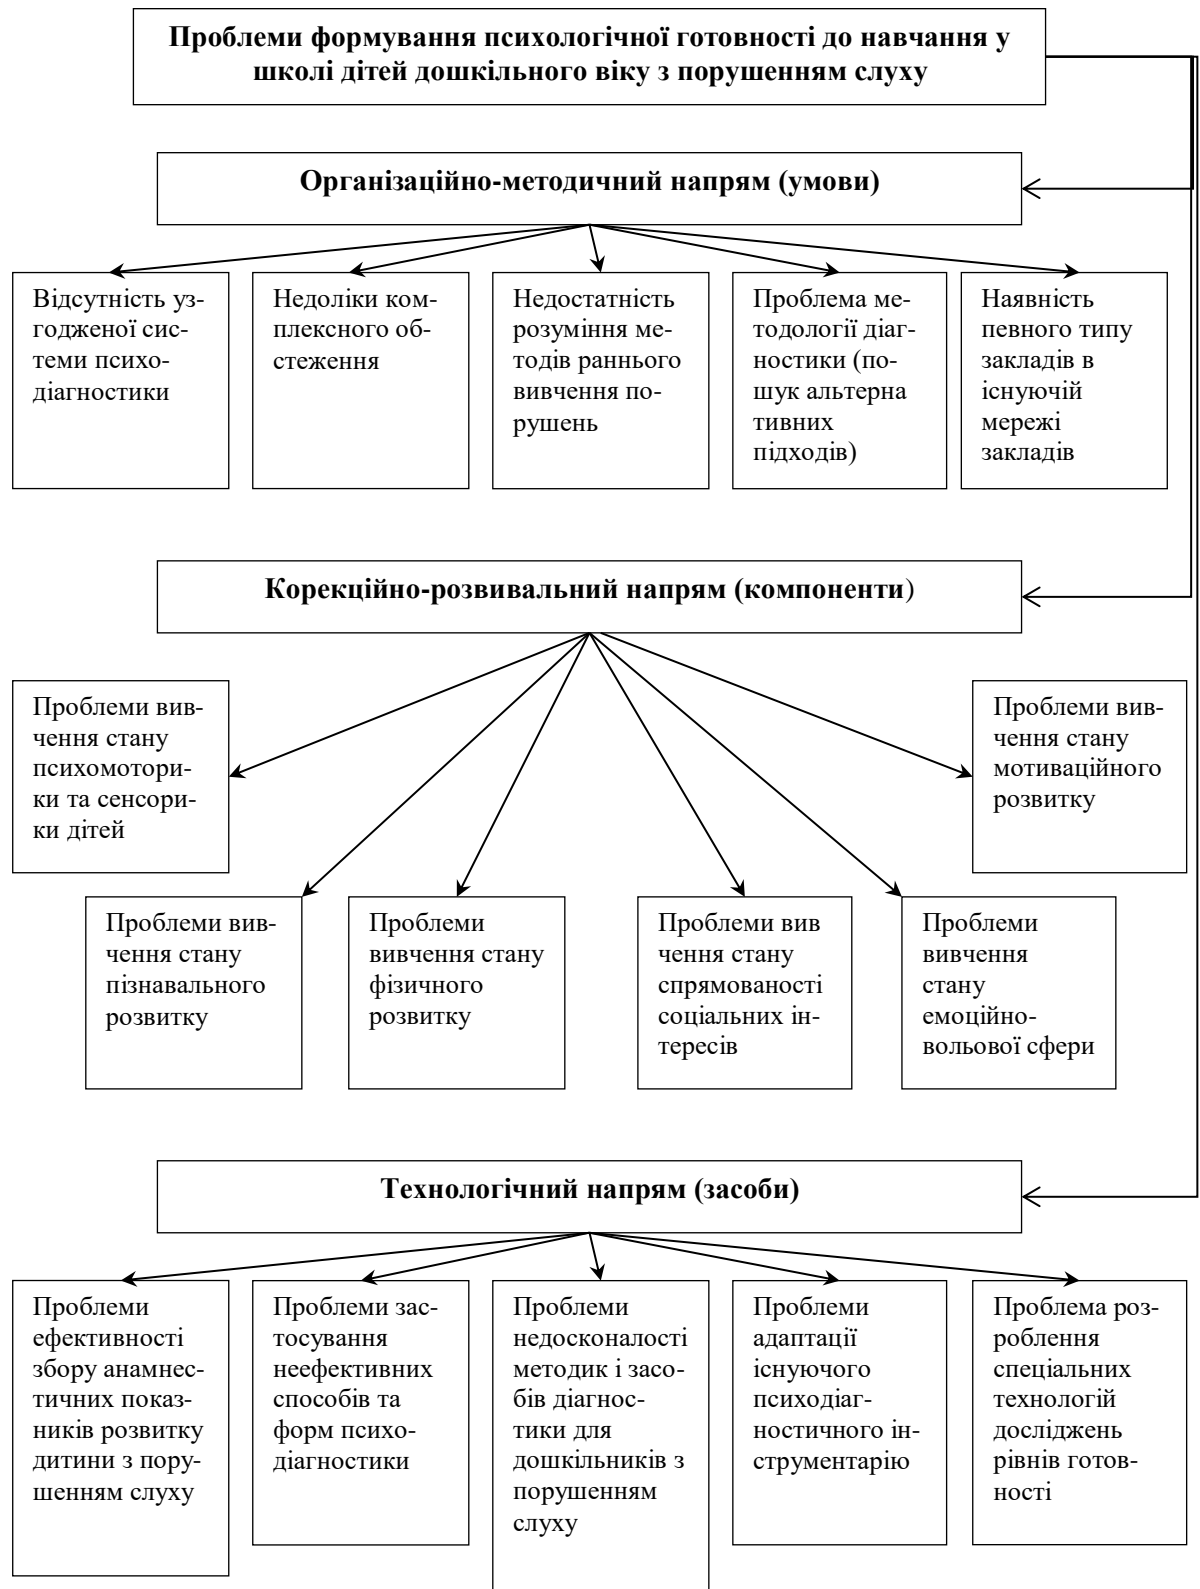 Проблеми формування психологічної готовності до навчання у
школі дітей дошкільного віку з порушенням слуху
Організаційно-методичний напрям (умови)
Відсутність уз-
годженої сис-
теми психо-
діагностики
Недоліки ком-
плексного об-
стеження
Недостатність
розуміння ме-
тодів раннього
вивчення по-
рушень
Проблема ме-
тодології діаг-
ностики (по-
шук альтерна
тивних
підходів)
Наявність
певного типу
закладів в
існуючій
мережі
закладів
Корекційно-розвивальний напрям (компоненти)
Проблеми вив-
чення стану
психомотори-
ки та сенсори-
ки дітей
Проблеми вив-
чення стану
мотиваційного
розвитку
Проблеми вив-
чення стану
пізнавального
розвитку
Проблеми
вивчення стану
фізичного
розвитку
Проблеми вив
чення стану
спрямованості
соціальних ін-
тересів
Проблеми
вивчення
стану
емоційно-
вольової сфери
Технологічний напрям (засоби)
Проблеми
ефективності
збору анамнес-
тичних показ-
ників розвитку
дитини з пору-
шенням слуху
Проблеми зас-
тосування
неефективних
способів та
форм психо-
діагностики
Проблеми
недосконалості
методик і засо-
бів діагнос-
тики для
дошкільників з
порушенням
слуху
Проблеми
адаптації
існуючого
психодіаг-
ностичного ін-
струментарію
Проблема роз-
роблення
спеціальних
технологій
досліджень
рівнів готов-
ності